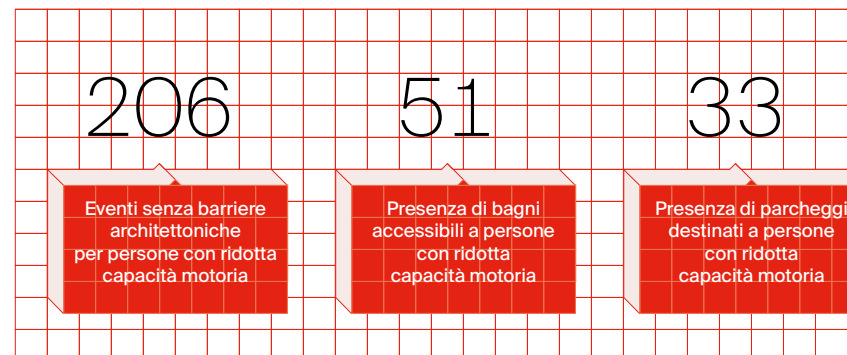 206
Eventi senza barriere
architettoniche
per persone con ridotta
capacità motoria
51
Presenza di bagni
accessibili a persone
con ridotta
capacità motoria
33
Presenza di parcheggi
destinati a persone
con ridotta
capacità motoria